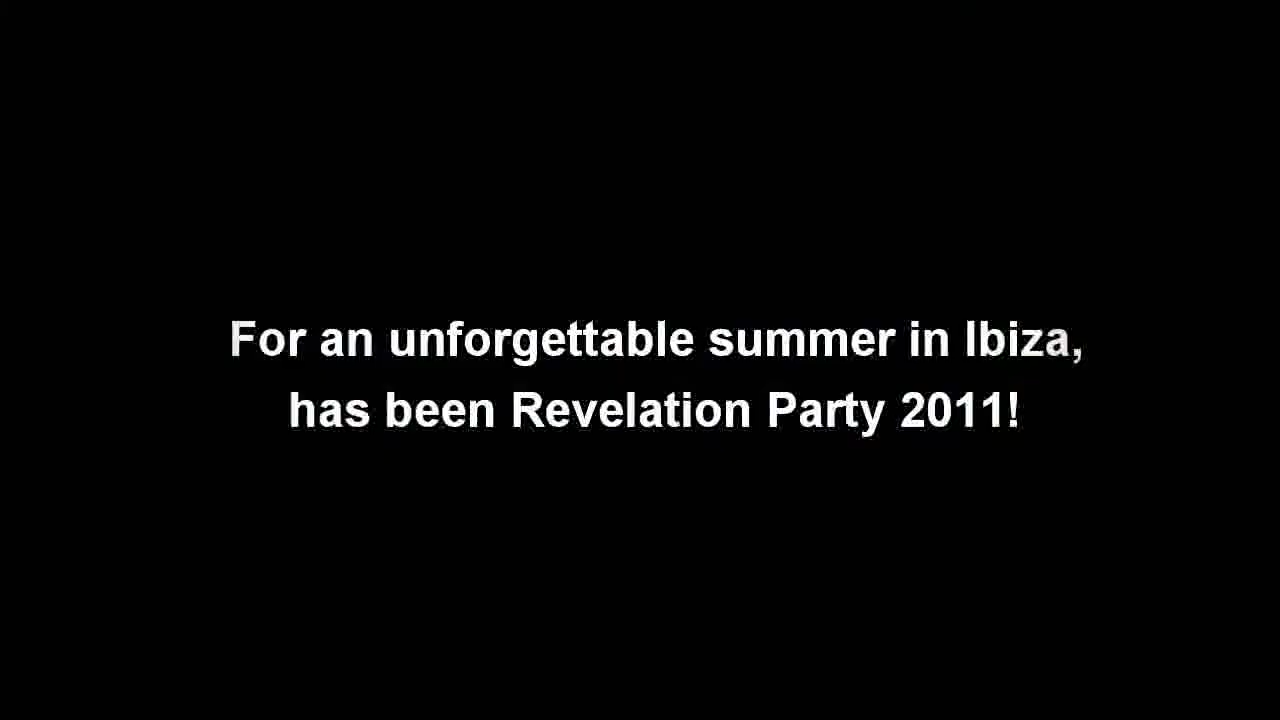 For an unforgettable summer in Ibiza,
has been Revelation Party 2011!